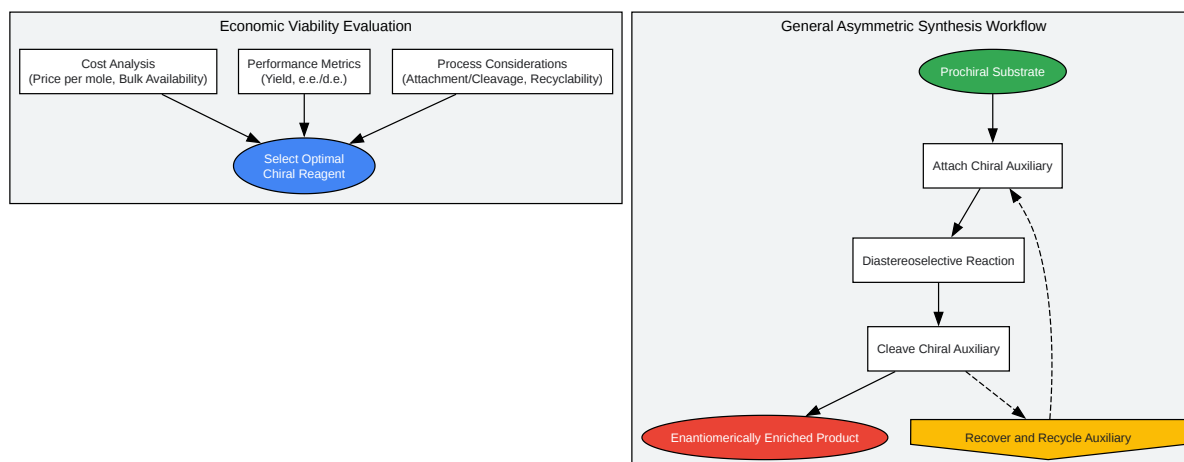 Economic Viability Evaluation
Cost Analysis
(Price per mole, Bulk Availability)
Performance Metrics
(Yield, e.e./d.e.)
Process Considerations
(Attachment/Cleavage, Recyclability)
Select Optimal
Chiral Reagent
General Asymmetric Synthesis Workflow
Prochiral Substrate
Attach Chiral Auxiliary
Diastereoselective Reaction
Cleave Chiral Auxiliary
Enantiomerically Enriched Product
Recover and Recycle Auxiliary